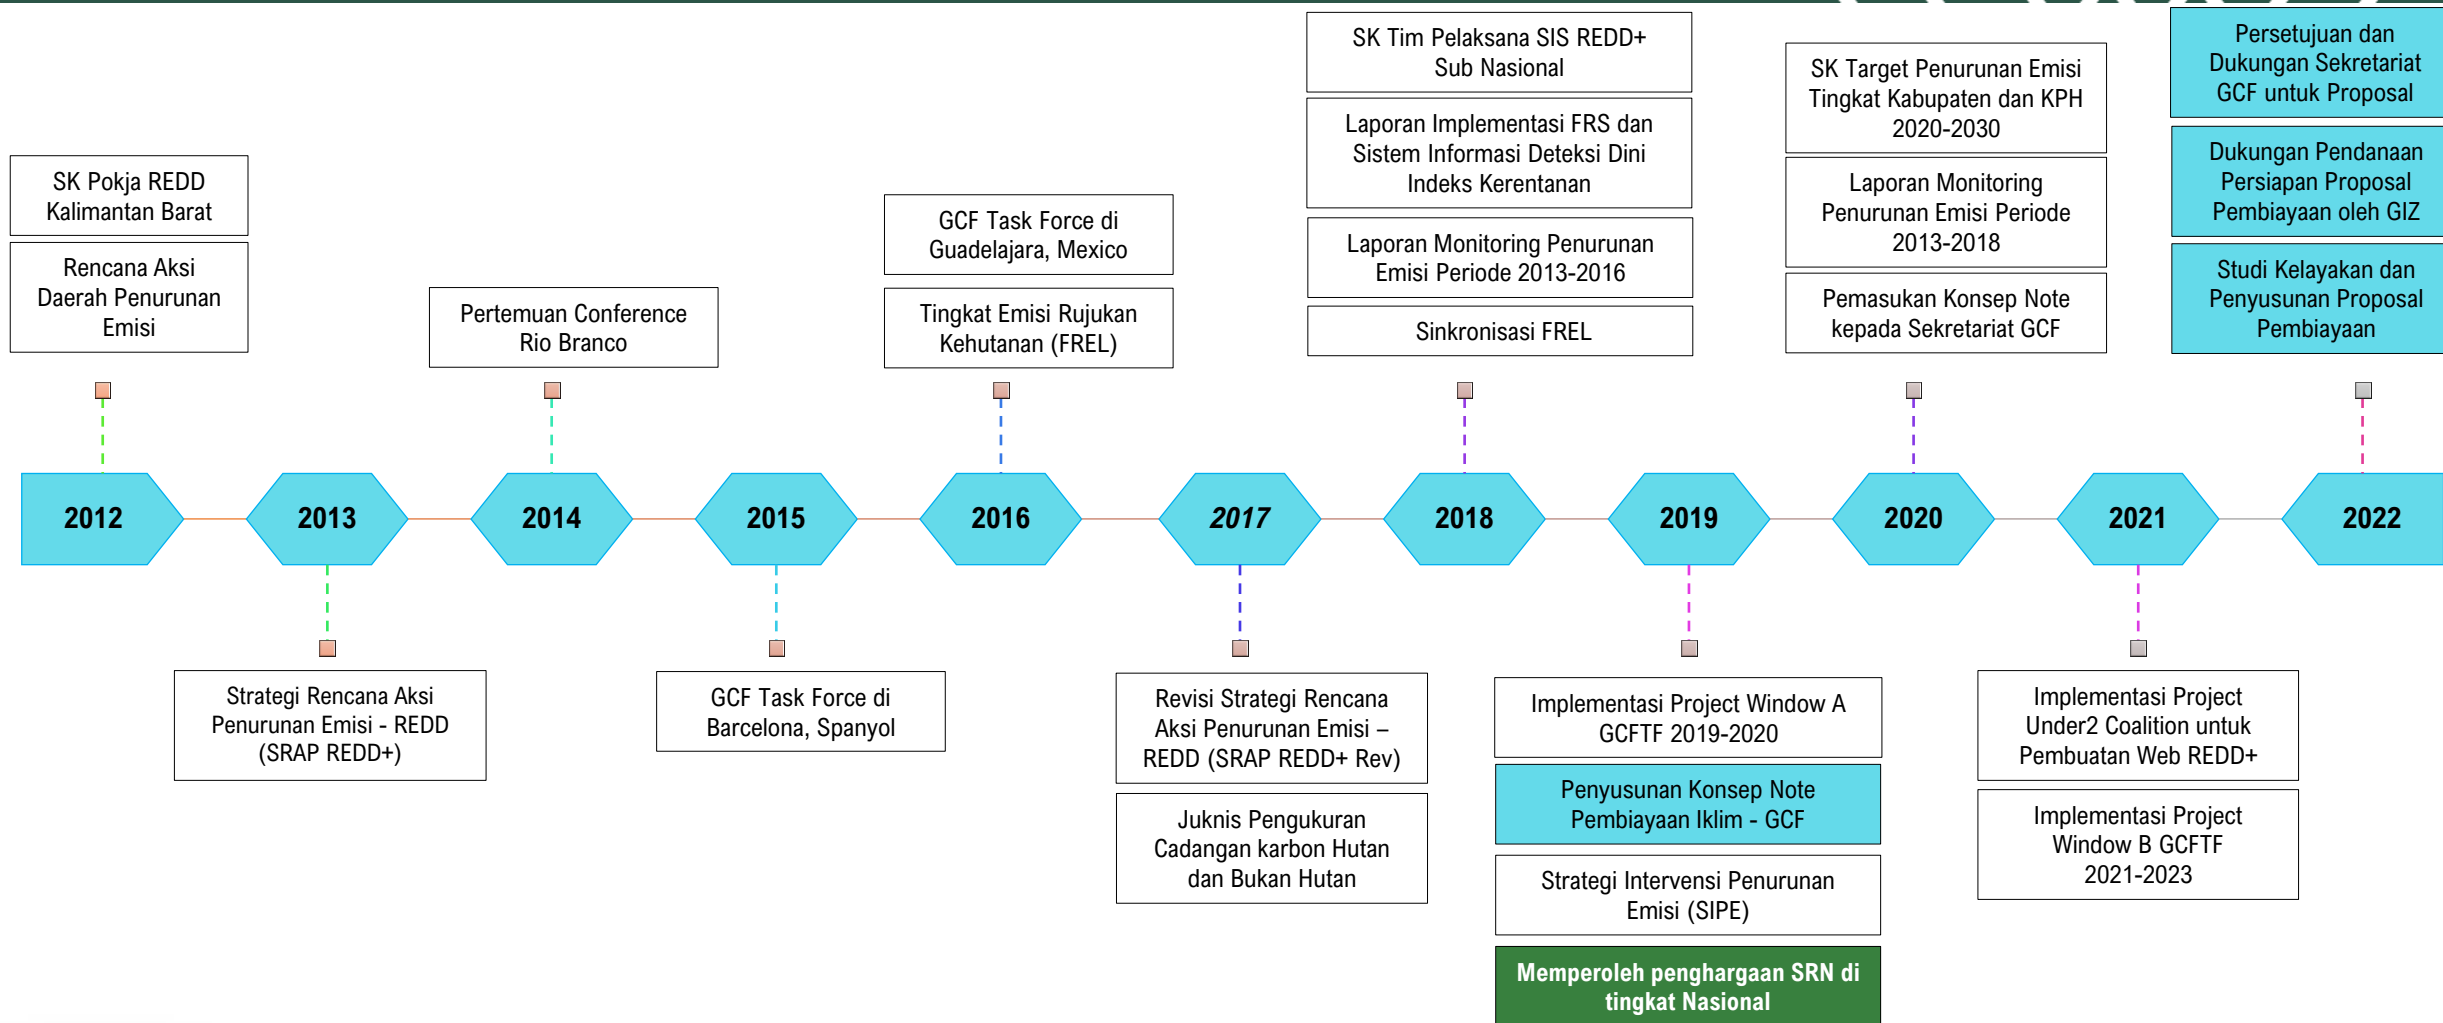 SK Pokja REDD
Kalimantan Barat
Rencana Aksi
Daerah Penurunan
Emisi
Pertemuan Conference
Rio Branco
GCF Task Force di
Guadelajara, Mexico
Tingkat Emisi Rujukan
Kehutanan (FREL)
SK Tim Pelaksana SIS REDD+
Sub Nasional
Laporan Implementasi FRS dan
Sistem Informasi Deteksi Dini
Indeks Kerentanan
Laporan Monitoring Penurunan
Emisi Periode 2013-2016
Sinkronisasi FREL
SK Target Penurunan Emisi
Tingkat Kabupaten dan KPH
2020-2030
Laporan Monitoring
Penurunan Emisi Periode
2013-2018
Pemasukan Konsep Note
kepada Sekretariat GCF
Persetujuan dan
Dukungan Sekretariat
GCF untuk Proposal
Dukungan Pendanaan
Persiapan Proposal
Pembiayaan oleh GIZ
Studi Kelayakan dan
Penyusunan Proposal
Pembiayaan
2012
2013
2014
2015
2016
2017
2018
2019
2020
2021
2022
Strategi Rencana Aksi
Penurunan Emisi - REDD
(SRAP REDD+)
GCF Task Force di
Barcelona, Spanyol
Revisi Strategi Rencana
Aksi Penurunan Emisi –
REDD (SRAP REDD+ Rev)
Juknis Pengukuran
Cadangan karbon Hutan
dan Bukan Hutan
Implementasi Project Window A
GCFTF 2019-2020
Penyusunan Konsep Note
Pembiayaan Iklim - GCF
Strategi Intervensi Penurunan
Emisi (SIPE)
Memperoleh penghargaan SRN di
tingkat Nasional
Implementasi Project
Under2 Coalition untuk
Pembuatan Web REDD+
Implementasi Project
Window B GCFTF
2021-2023